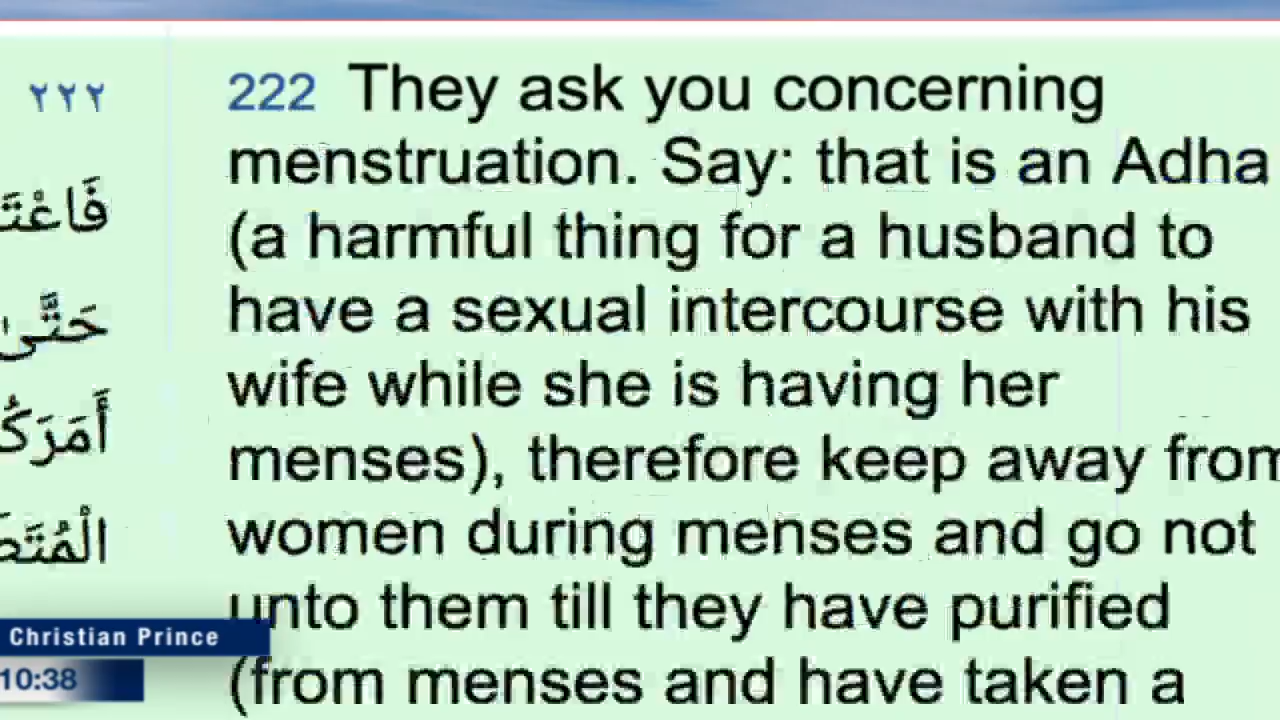 ٢٢٢
222 They ask you concerning
menstruation. Say: that is an Adha
(a harmful thing for a husband to
have a sexual intercourse with his
wife while she is having her
menses), therefore keep away from
women during menses and go not
unto them till they have purified
(from menses and have taken a
حَتَّىٰ
Christian Prince
10:38